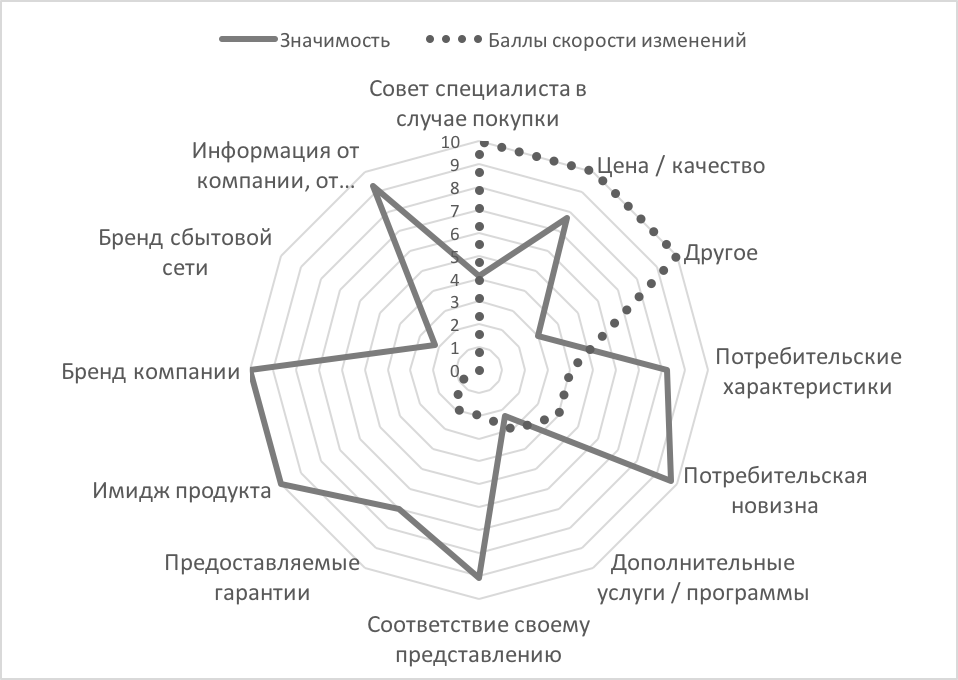 Значимость
Баллы скорости изменений
Совет специалиста в
случае покупки
Цена / качество
Другое
Потребительские
характеристики
Потребительская
новизна
Дополнительные
услуги / программы
Соответствие своему
представлению
Предоставляемые
гарантии
Имидж продукта
Бренд компании
Бренд сбытовой
сети
Информация от
компании, от...
10
9
8
7
6
5
4
3
2
1
0